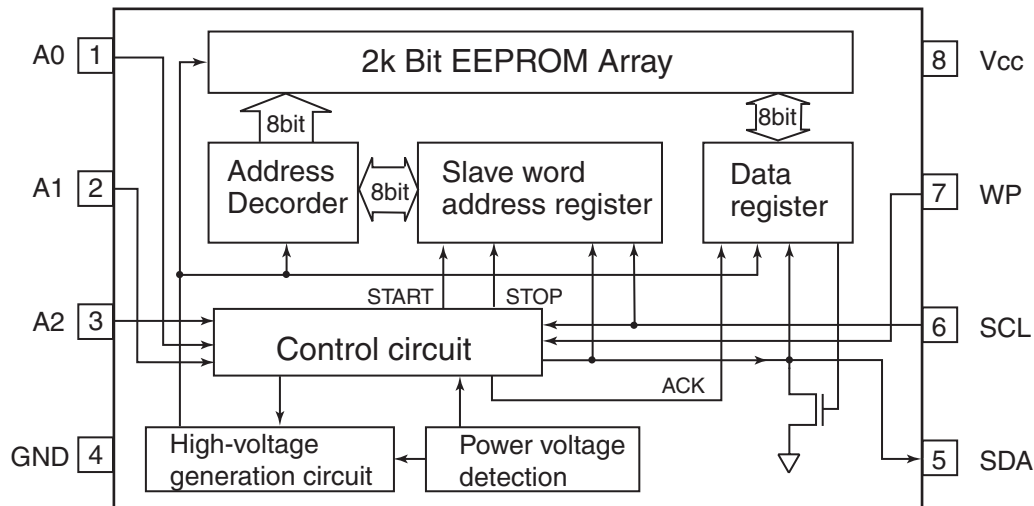 2k Bit EEPROM Array
A0 1
8 Vcc
8bit
8bit
Address
Decorder
8bit
Slave word
address register
Data
register
A1 2
7 WP
START
STOP
A2 3
6 SCL
Control circuit
ACK
GND 4
High-voltage
generation circuit
Power voltage
detection
5 SDA